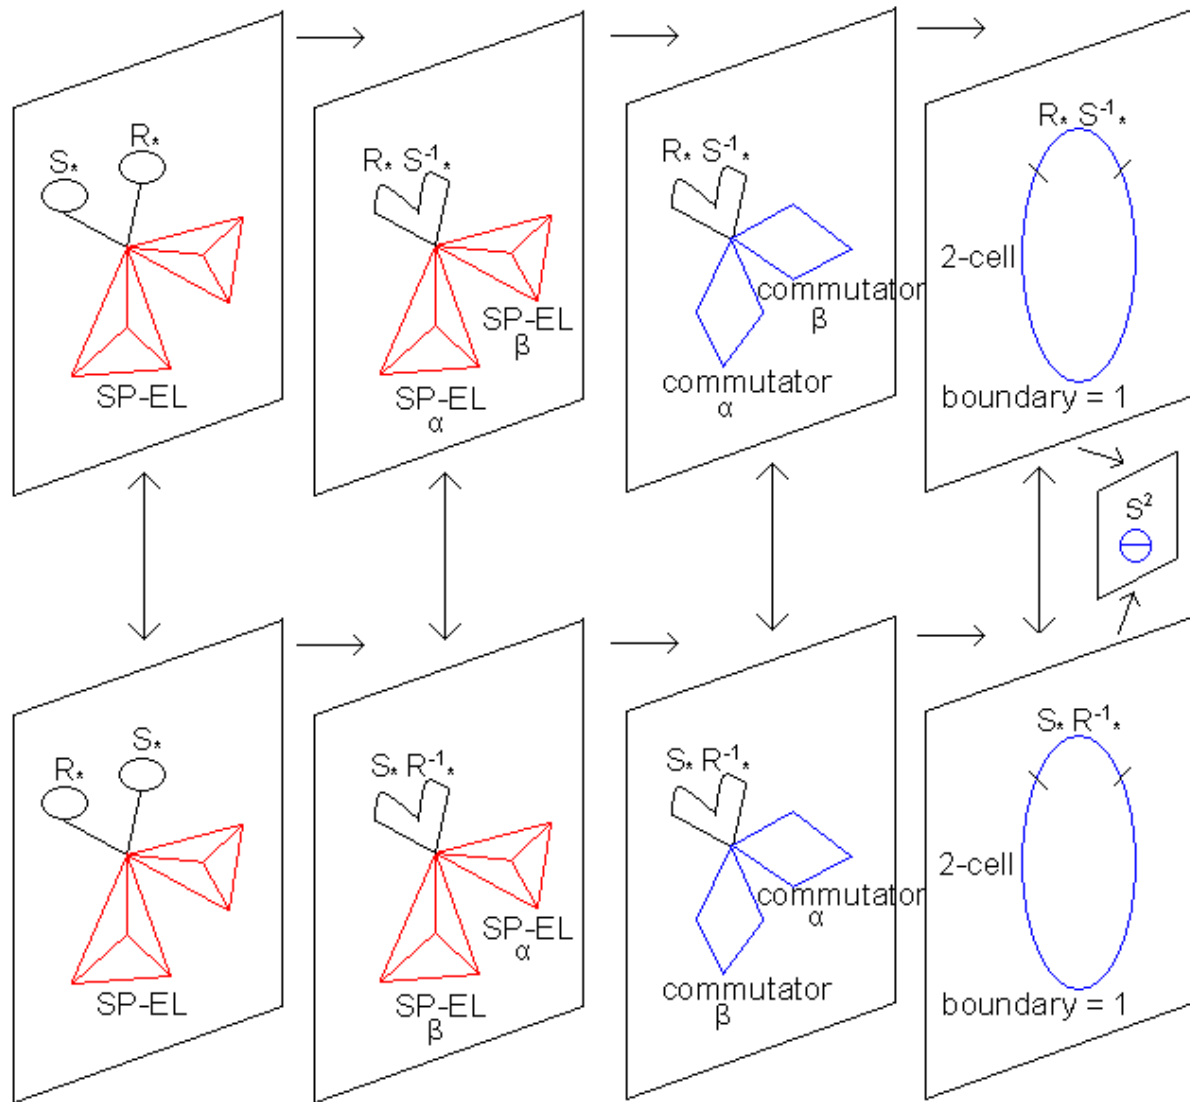 S* R*
SP-EL
R* S⁻¹*
SP-EL
β
SP-EL
α
R* S⁻¹*
commutator
β
commutator
α
R* S⁻¹*
2-cell
boundary = 1
S²
R* S*
SP-EL
S* R⁻¹*
SP-EL
α
SP-EL
β
S* R⁻¹*
commutator
α
commutator
β
S* R⁻¹*
2-cell
boundary = 1